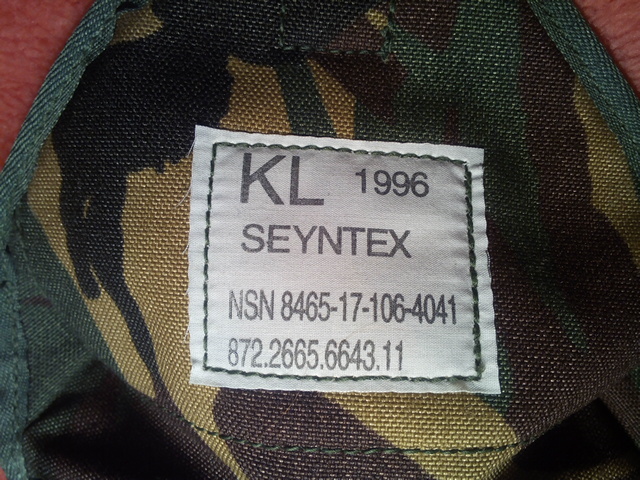 KL 1996
SEYNTEX
NSN 8465-17-106-4041
872.2665.6643.11